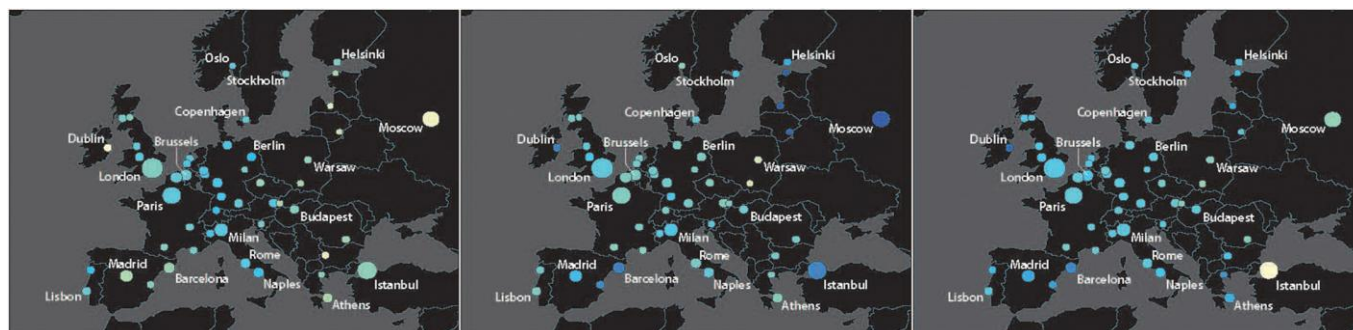 Oslo
Helsinki
Stockholm
Copenhagen
Moscow
Dublin
Brussels
Berlin
Warsaw
London
Paris
Budapest
Milan
Madrid
Rome
Barcelona
Lisbon
Naples
Istanbul
Athens
Oslo
Helsinki
Stockholm
Copenhagen
Moscow
Dublin
Brussels
Berlin
Warsaw
London
Paris
Budapest
Milan
Madrid
Rome
Barcelona
Lisbon
Naples
Istanbul
Athens
Oslo
Helsinki
Stockholm
Copenhagen
Moscow
Dublin
Brussels
Berlin
Warsaw
London
Paris
Budapest
Milan
Madrid
Rome
Barcelona
Lisbon
Naples
Istanbul
Athens